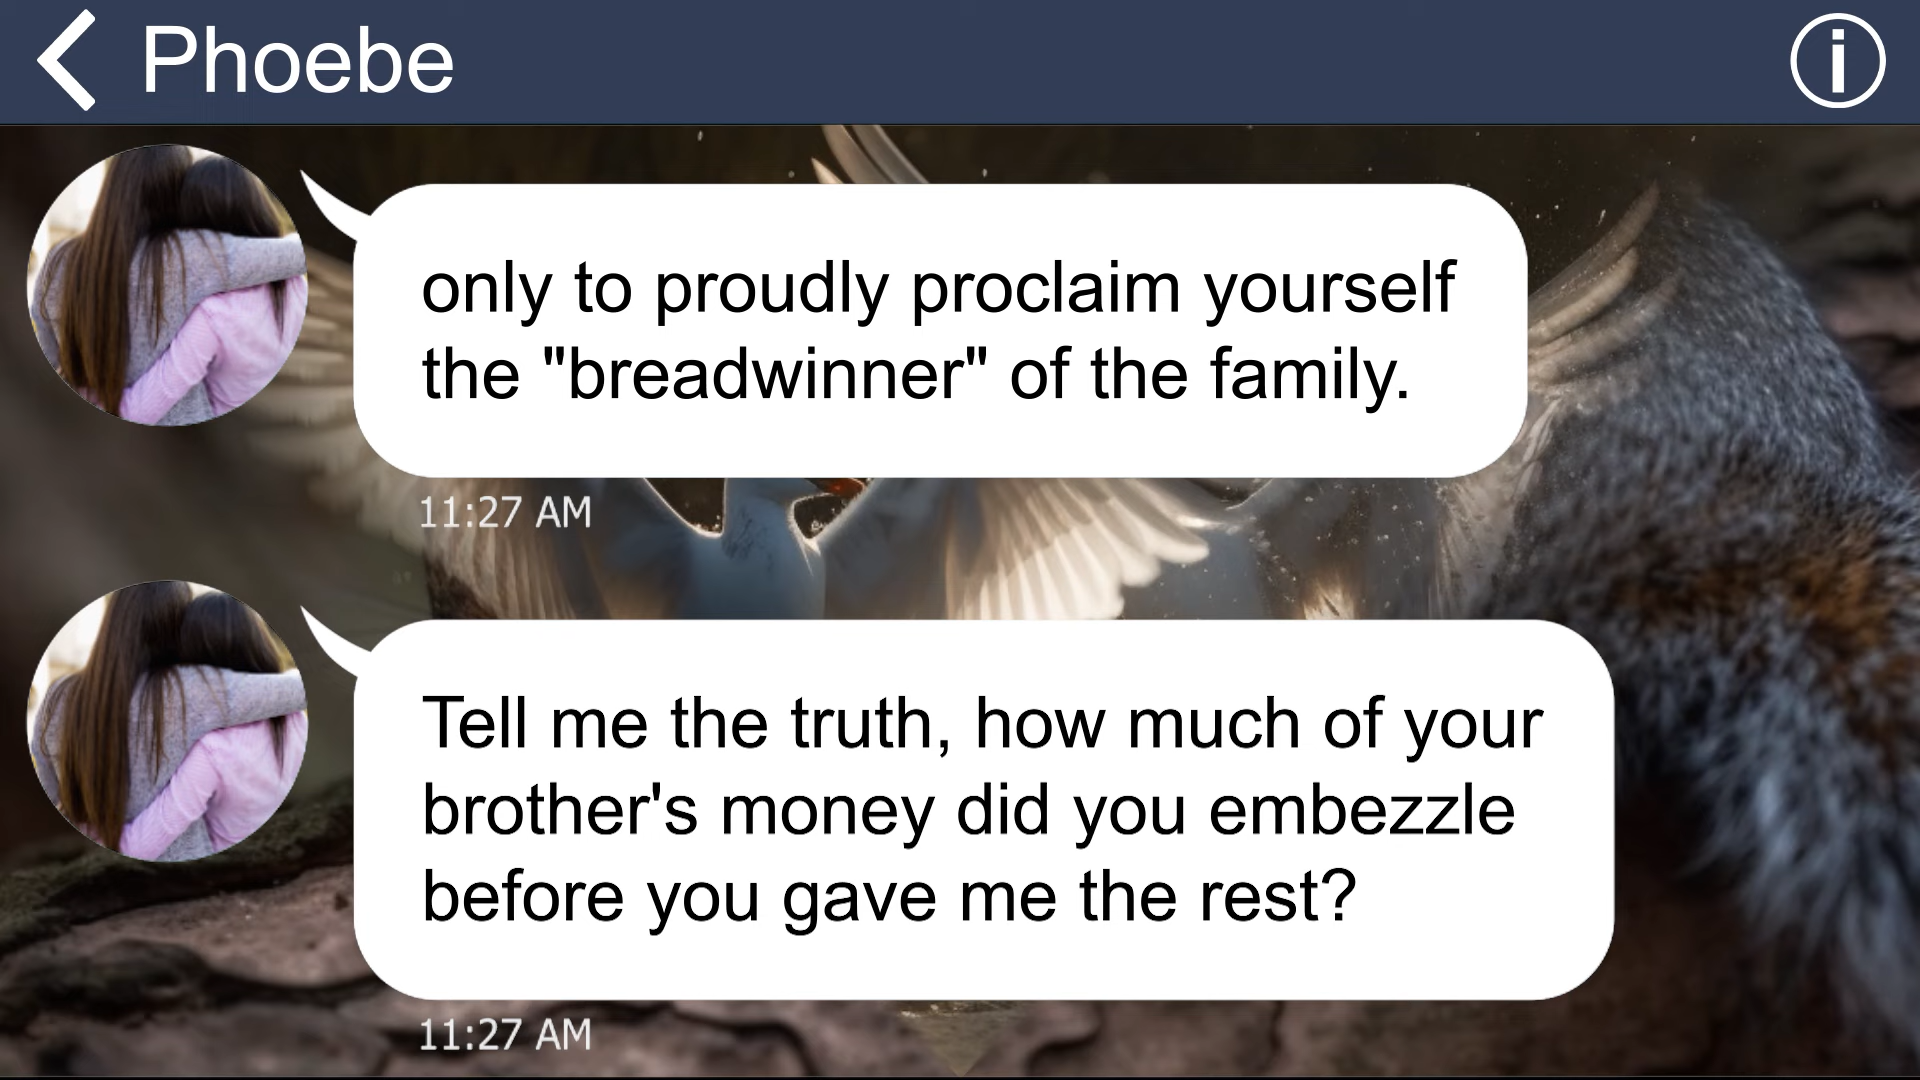 Phoebe
only to proudly proclaim yourself
the "breadwinner" of the family.
11:27 AM
Tell me the truth, how much of your
brother's money did you embezzle
before you gave me the rest?
11:27 AM